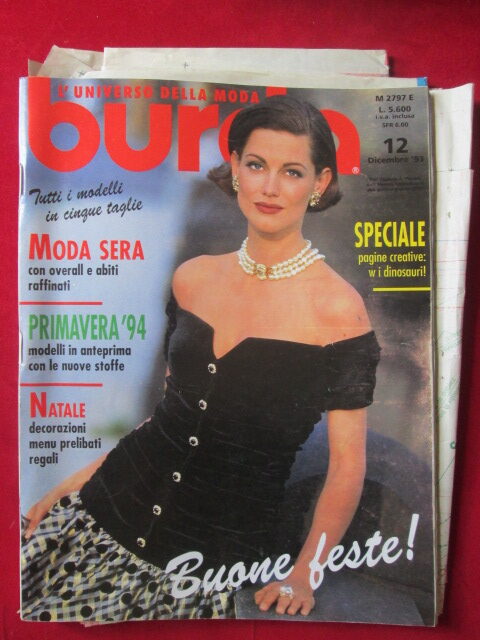 L'UNIVERSO DELLA MODA
burda
®
M 2797 E
L. 5.600
i.v.a. inclusa
SFR 6.60
12
Dicembre '93
Tutti i modelli
in cinque taglie
MODA SERA
con overall e abiti
raffinati
PRIMAVERA '94
modelli in anteprima
con le nuove stoffe
NATALE
decorazioni
menu prelibati
regali
SPECIALE
pagine creative:
w i dinosauri!
Buone feste!